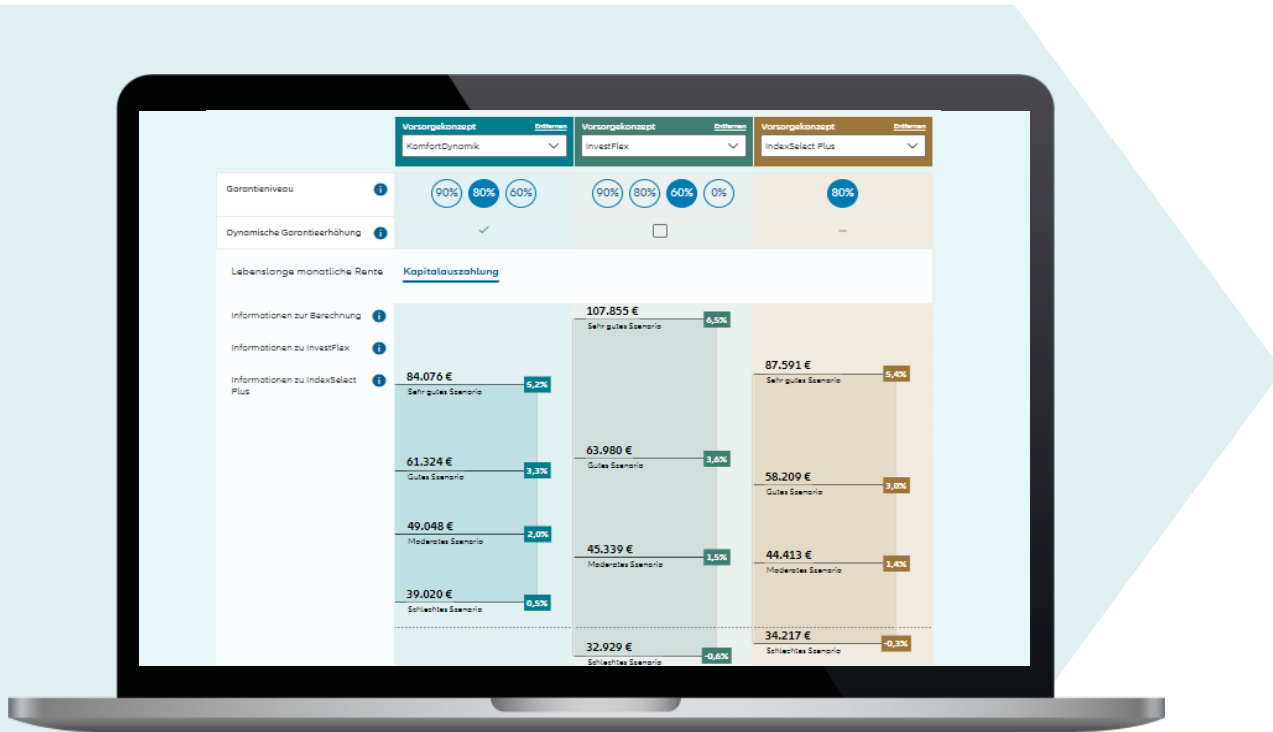 Vorsorgekonzept Entfernen
KomfortDynamik
Vorsorgekonzept Entfernen
InvestFlex
Vorsorgekonzept Entfernen
IndexSelect Plus
Garantieniveau i
90% 80% 60%
90% 80% 60% 0%
80%
Dynamische Garantieerhöhung i
–
Lebenslange monatliche Rente
Kapitalauszahlung
Informationen zur Berechnung i
Informationen zu InvestFlex i
Informationen zu IndexSelect i
Plus
84.076 €
5,2%
Sehr gutes Szenario
61.324 €
3,3%
Gutes Szenario
49.048 €
2,0%
Moderates Szenario
39.020 €
0,5%
Schlechtes Szenario
107.855 €
6,5%
Sehr gutes Szenario
63.980 €
3,6%
Gutes Szenario
45.339 €
1,5%
Moderates Szenario
32.929 €
-0,6%
Schlechtes Szenario
87.591 €
5,4%
Sehr gutes Szenario
58.209 €
3,0%
Gutes Szenario
44.413 €
1,4%
Moderates Szenario
34.217 €
-0,3%
Schlechtes Szenario